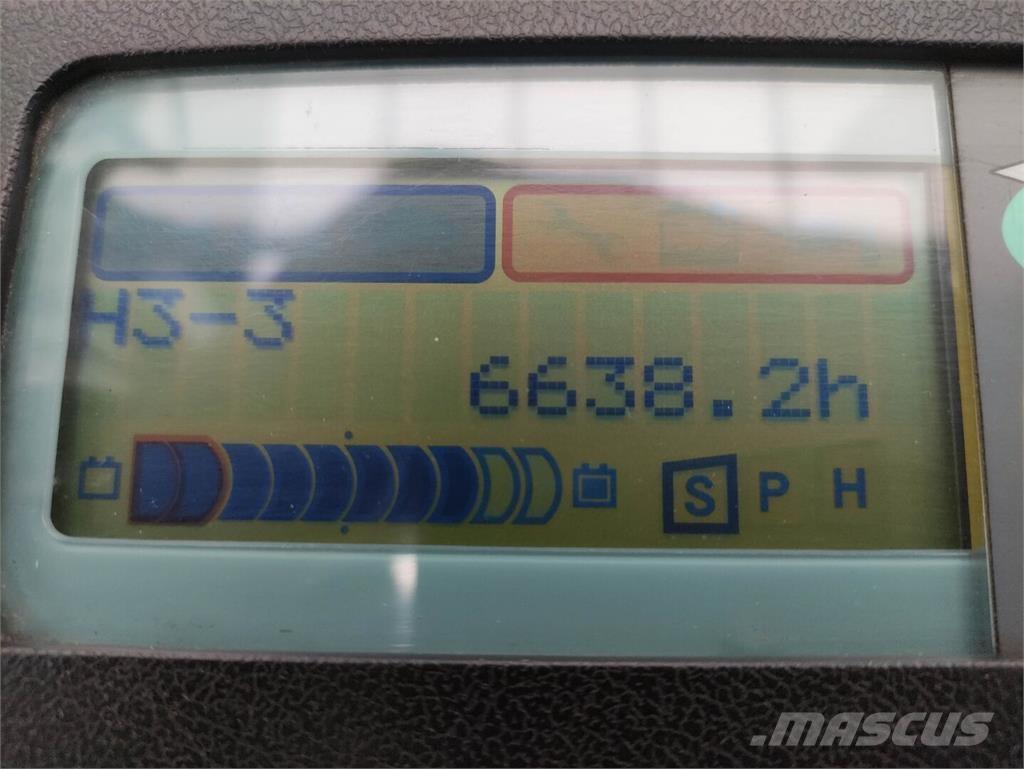 H3-3
6638.2h
S P H
MASCUS